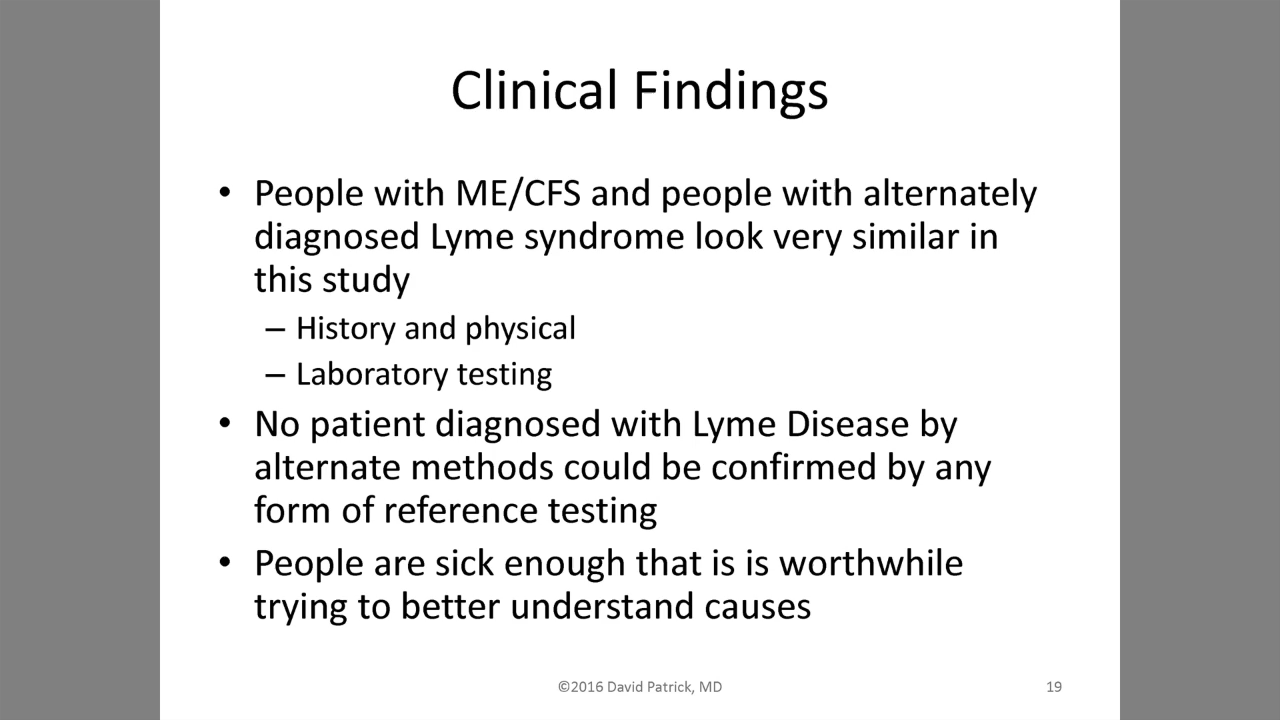 Clinical Findings
• People with ME/CFS and people with alternately
diagnosed Lyme syndrome look very similar in
this study
– History and physical
– Laboratory testing
• No patient diagnosed with Lyme Disease by
alternate methods could be confirmed by any
form of reference testing
• People are sick enough that is is worthwhile
trying to better understand causes
©2016 David Patrick, MD
19